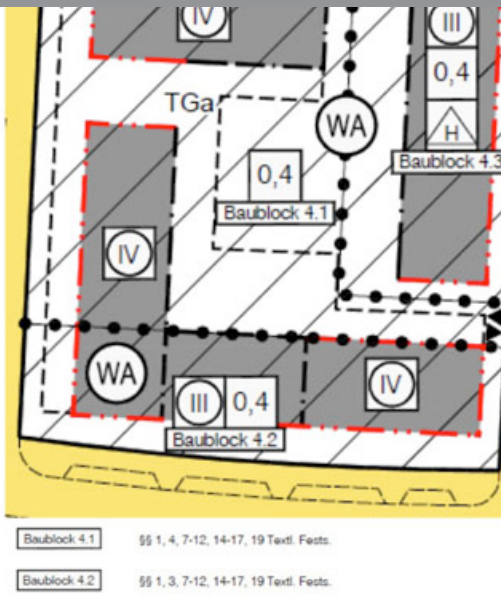 IV
III
0,4
TGa
WA
H
0,4
Baublock 4.3
Baublock 4.1
IV
WA
III 0,4
IV
Baublock 4.2
Baublock 4.1 §§ 1, 4, 7-12, 14-17, 19 Textl. Fests.
Baublock 4.2 §§ 1, 3, 7-12, 14-17, 19 Textl. Fests.